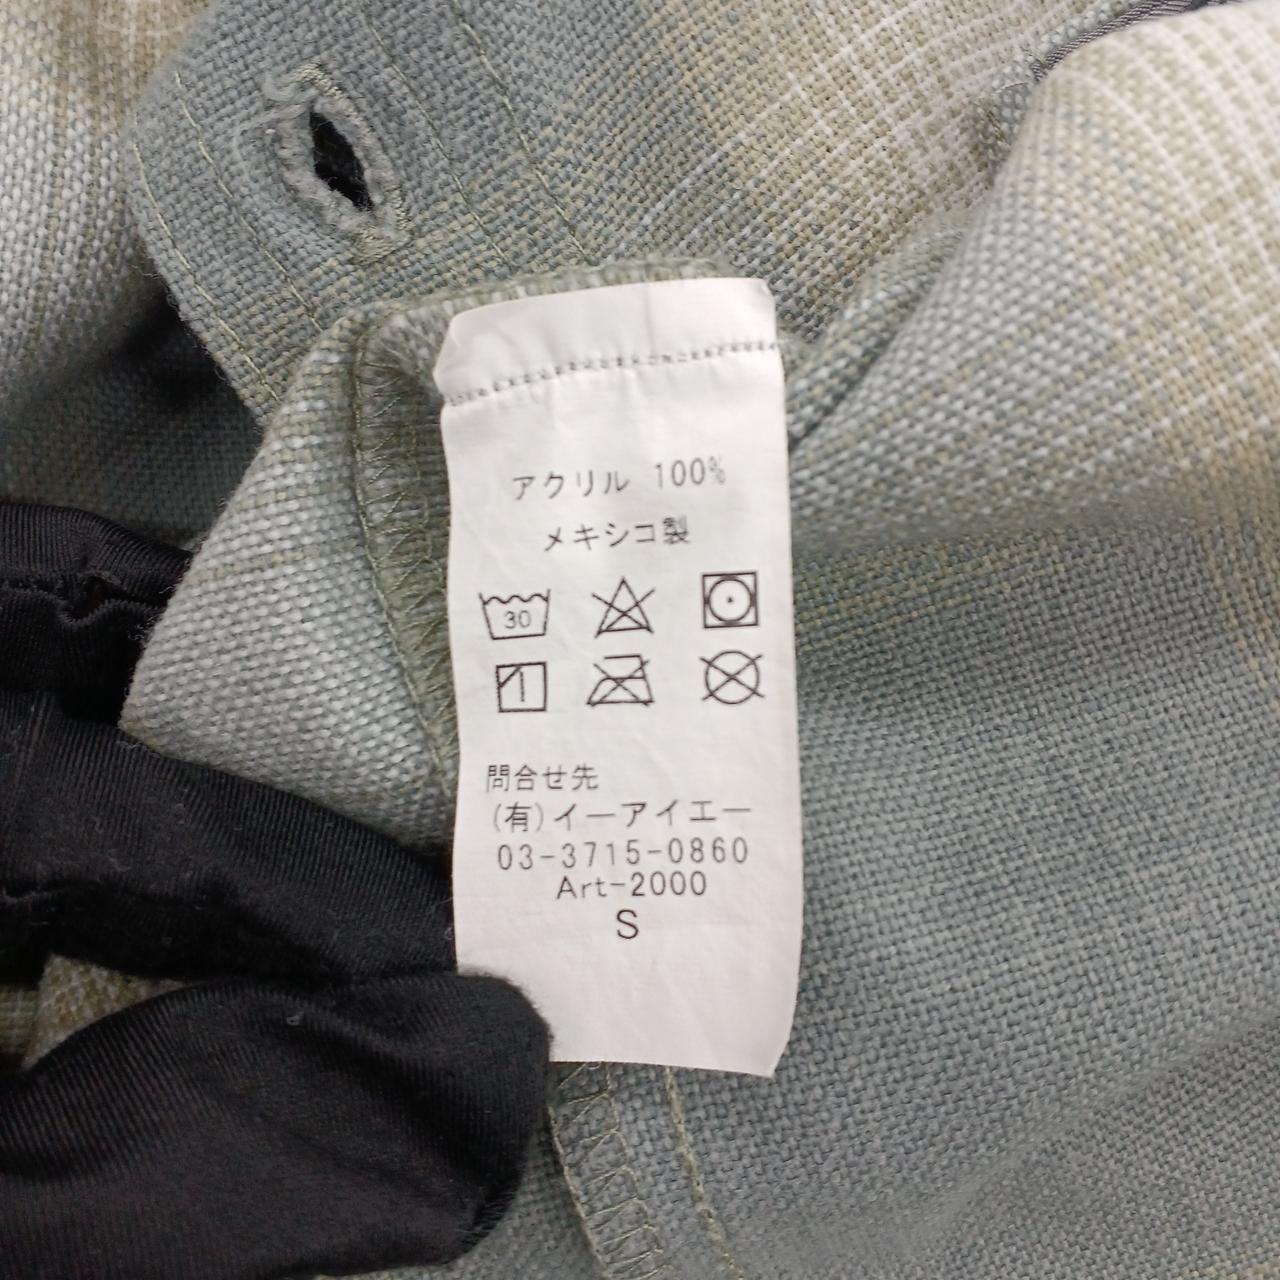 アクリル 100%
メキシコ製
30
問合せ先
(有)イーアイエー
03-3715-0860
Art-2000
S